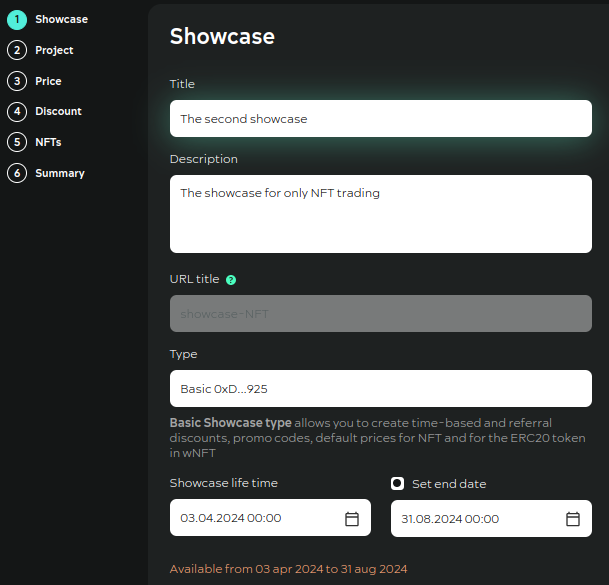 1 Showcase
2 Project
3 Price
4 Discount
5 NFTs
6 Summary
Showcase
Title
The second showcase
Description
The showcase for only NFT trading
URL title ?
showcase-NFT
Type
Basic 0xD...925
Basic Showcase type allows you to create time-based and referral
discounts, promo codes, default prices for NFT and for the ERC20 token
in wNFT
Showcase life time
Set end date
03.04.2024 00:00
31.08.2024 00:00
Available from 03 apr 2024 to 31 aug 2024